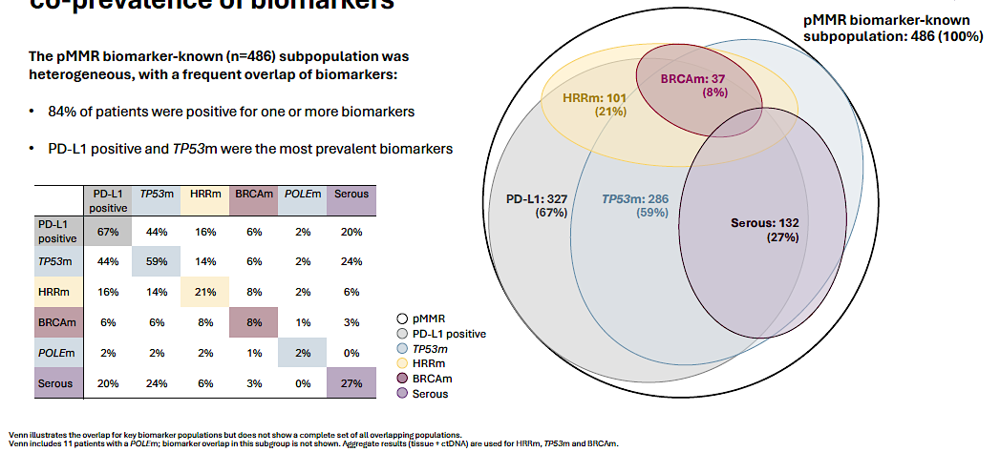 co-prevalence of biomarkers
The pMMR biomarker-known (n=486) subpopulation was
heterogeneous, with a frequent overlap of biomarkers:
• 84% of patients were positive for one or more biomarkers
• PD-L1 positive and TP53m were the most prevalent biomarkers
PD-L1 positive TP53m HRRm BRCAm POLEm Serous
PD-L1 positive 67% 44% 16% 6% 2% 20%
TP53m 44% 59% 14% 6% 2% 24%
HRRm 16% 14% 21% 8% 2% 6%
BRCAm 6% 6% 8% 8% 1% 3%
POLEm 2% 2% 2% 1% 2% 0%
Serous 20% 24% 6% 3% 0% 27%
pMMR biomarker-known
subpopulation: 486 (100%)
BRCAm: 37
(8%)
HRRm: 101
(21%)
PD-L1: 327
(67%)
TP53m: 286
(59%)
Serous: 132
(27%)
pMMR
PD-L1 positive
TP53m
HRRm
BRCAm
Serous
Venn illustrates the overlap for key biomarker populations but does not show a complete set of all overlapping populations.
Venn includes 11 patients with a POLEm; biomarker overlap in this subgroup is not shown. Aggregate results (tissue + ctDNA) are used for HRRm, TP53m and BRCAm.